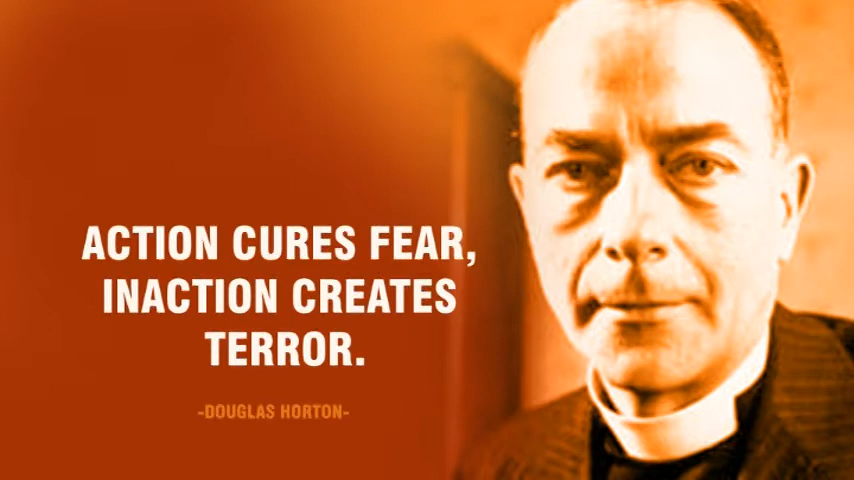 ACTION CURES FEAR,
INACTION CREATES
TERROR.
-DOUGLAS HORTON-